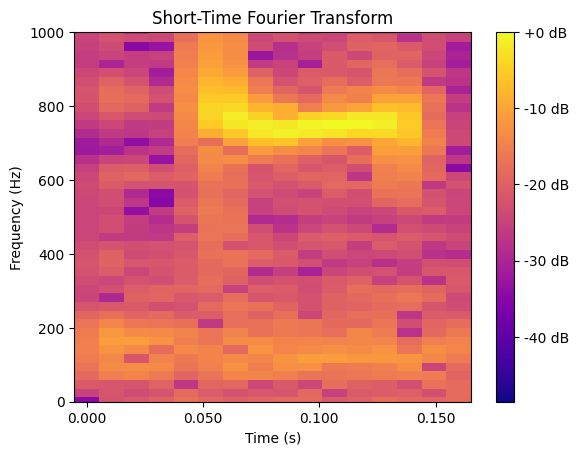 Short-Time Fourier Transform
1000
800
600
400
200
0
Frequency (Hz)
0.000
0.050
0.100
0.150
Time (s)
+0 dB
-10 dB
-20 dB
-30 dB
-40 dB